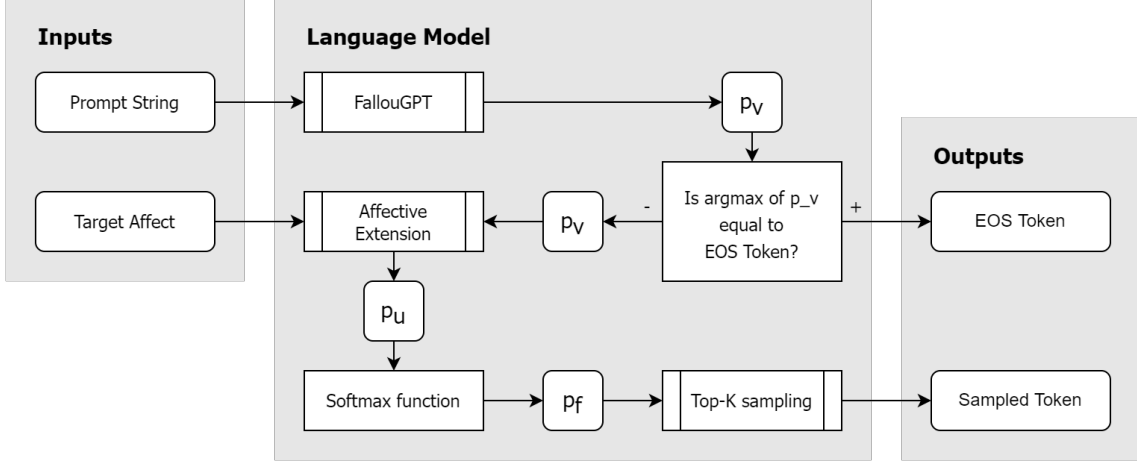 Inputs
Language Model
Prompt String
FallouGPT
pv
Outputs
Target Affect
Affective
Extension
pv
-
Is argmax of p_v
equal to
EOS Token?
+
EOS Token
pu
Softmax function
pf
Top-K sampling
Sampled Token